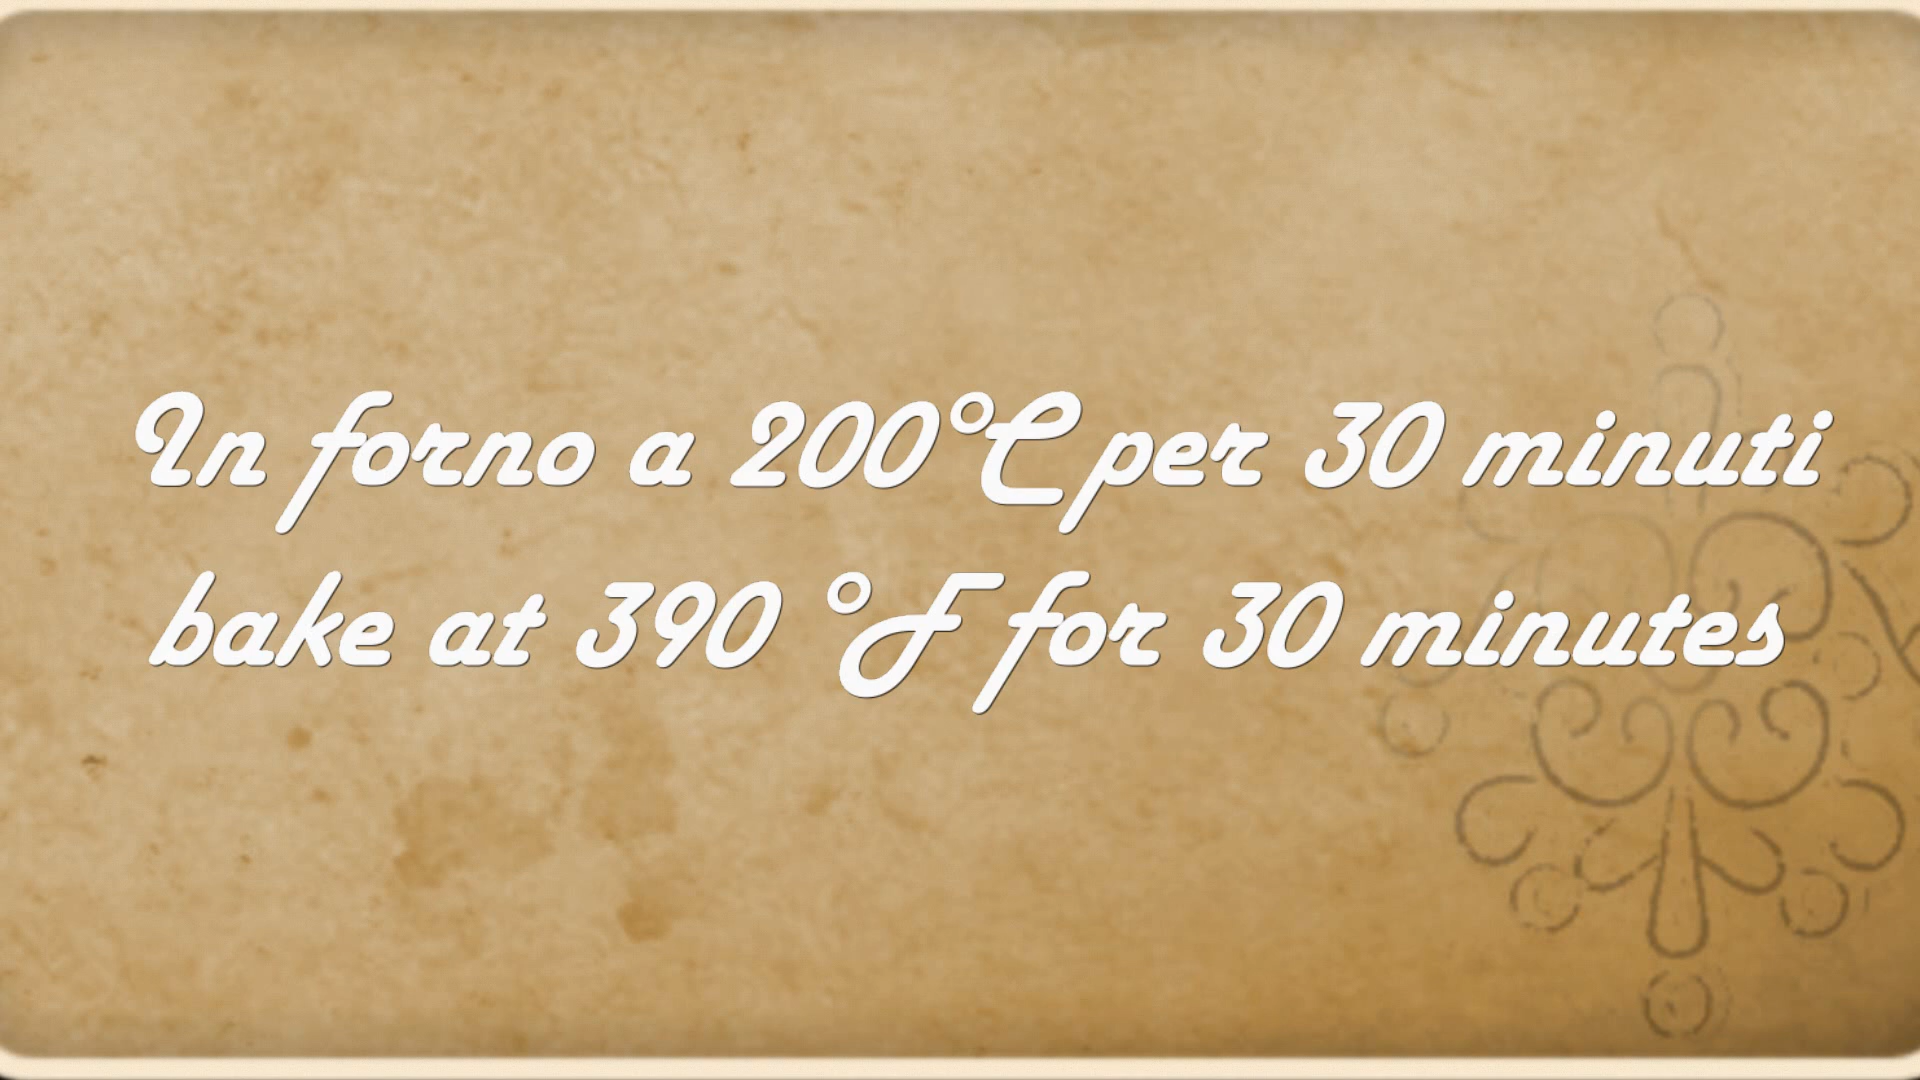 In forno a 200°C per 30 minuti
bake at 390 °F for 30 minutes